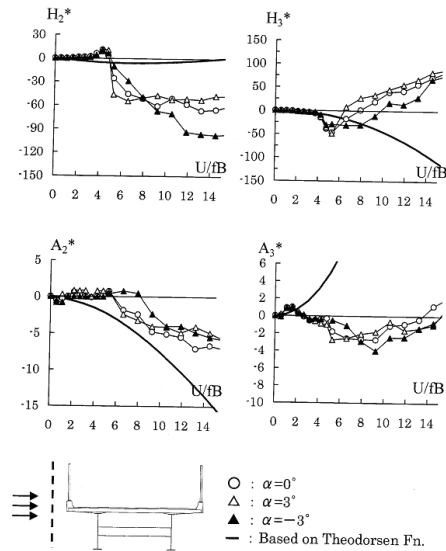 H₂*
30
0
-30
-60
-90
-120
-150
U/fB
0 2 4 6 8 10 12 14
H₃*
150
100
50
0
-50
-100
-150
U/fB
0 2 4 6 8 10 12 14
A₂*
5
0
-5
-10
-15
U/fB
0 2 4 6 8 10 12 14
A₃*
6
4
2
0
-2
-4
-6
-8
-10
U/fB
0 2 4 6 8 10 12 14
○ : α=0°
△ : α=3°
▲ : α=−3°
— : Based on Theodorsen Fn.